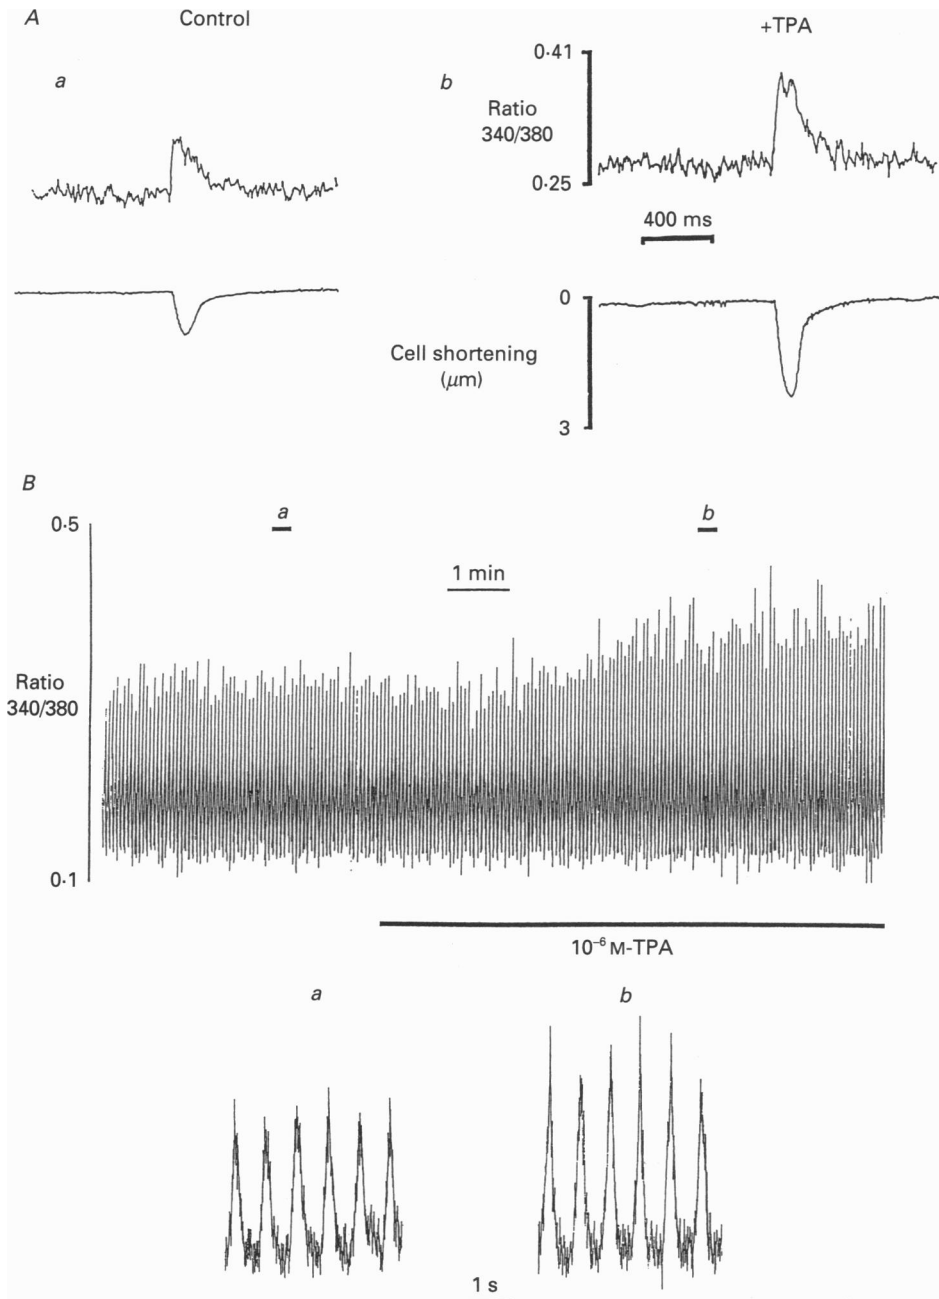 A
Control
+TPA
a
b
0·41
Ratio
340/380
0·25
400 ms
0
Cell shortening
(μm)
3
B
0·5
a
b
1 min
Ratio
340/380
0·1
10⁻⁶ M-TPA
a
b
1 s